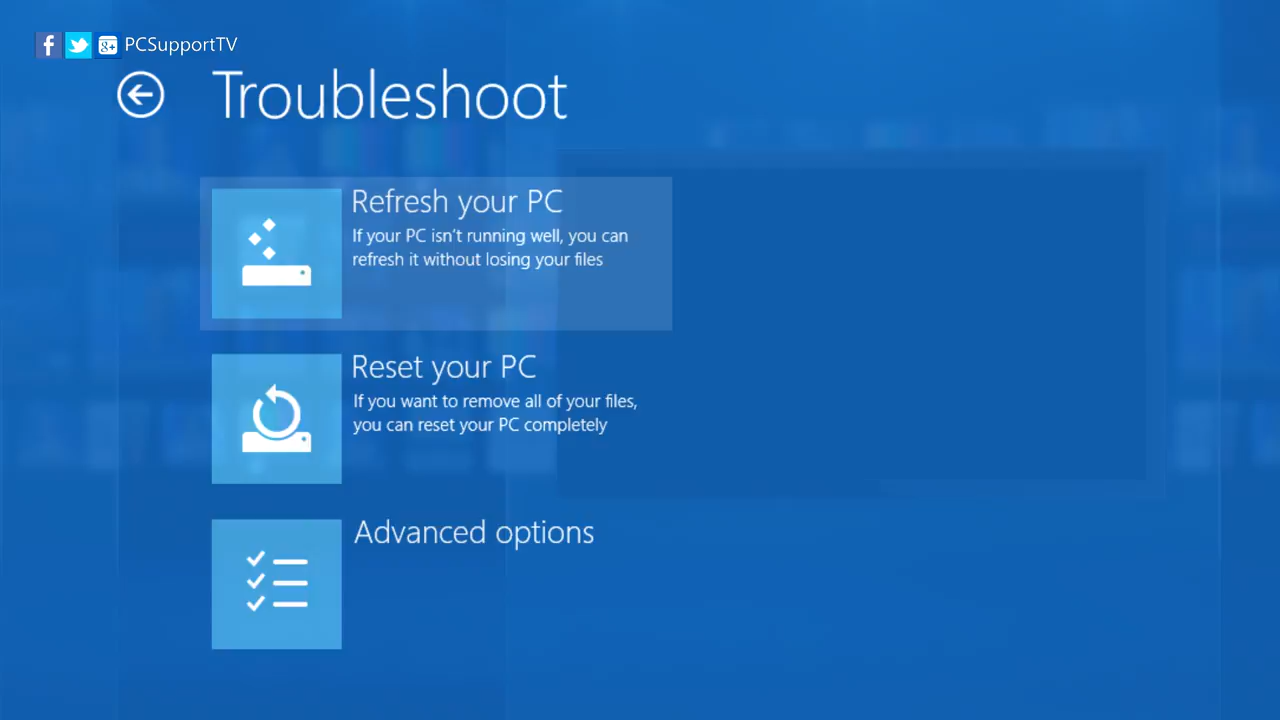 PCSupportTV
Troubleshoot
Refresh your PC
If your PC isn't running well, you can
refresh it without losing your files
Reset your PC
If you want to remove all of your files,
you can reset your PC completely
Advanced options